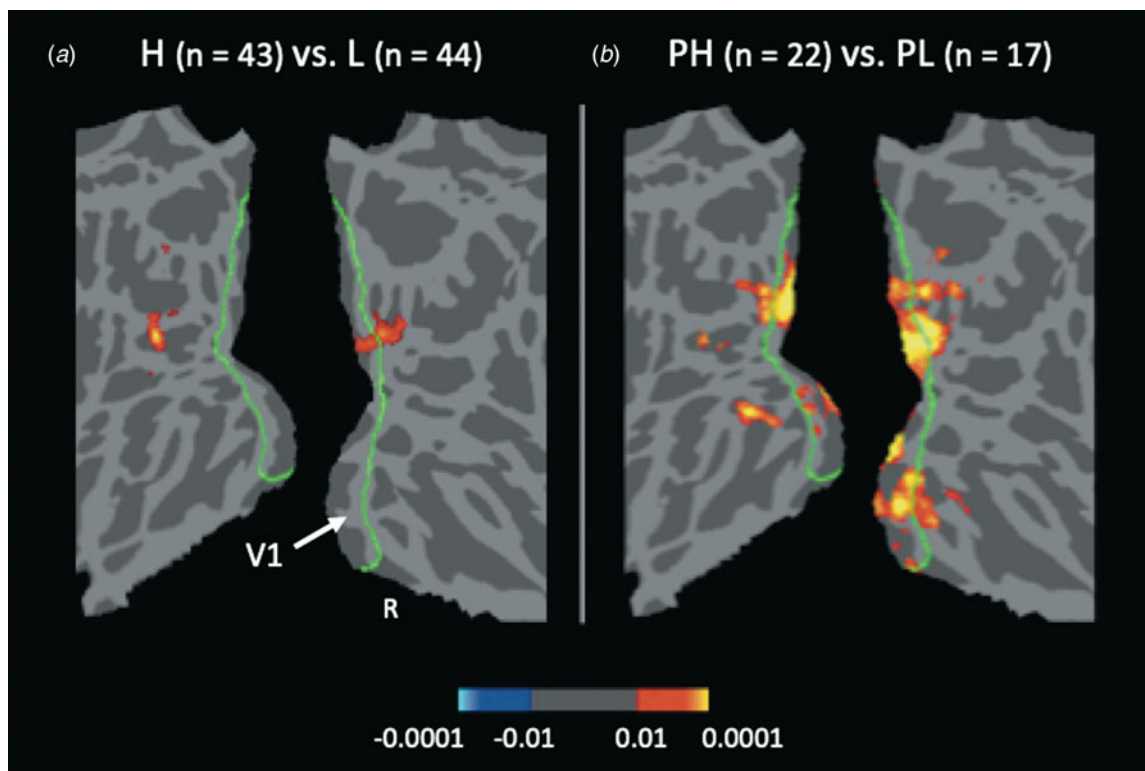 (a) H (n = 43) vs. L (n = 44)
(b) PH (n = 22) vs. PL (n = 17)
V1
R
-0.0001 -0.01 0.01 0.0001